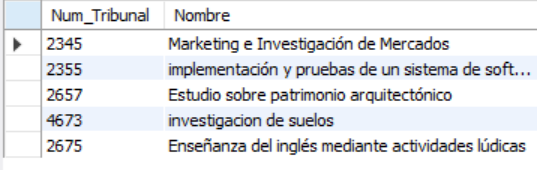 Num_Tribunal Nombre
2345 Marketing e Investigación de Mercados
2355 implementación y pruebas de un sistema de soft...
2657 Estudio sobre patrimonio arquitectónico
4673 investigacion de suelos
2675 Enseñanza del inglés mediante actividades lúdicas